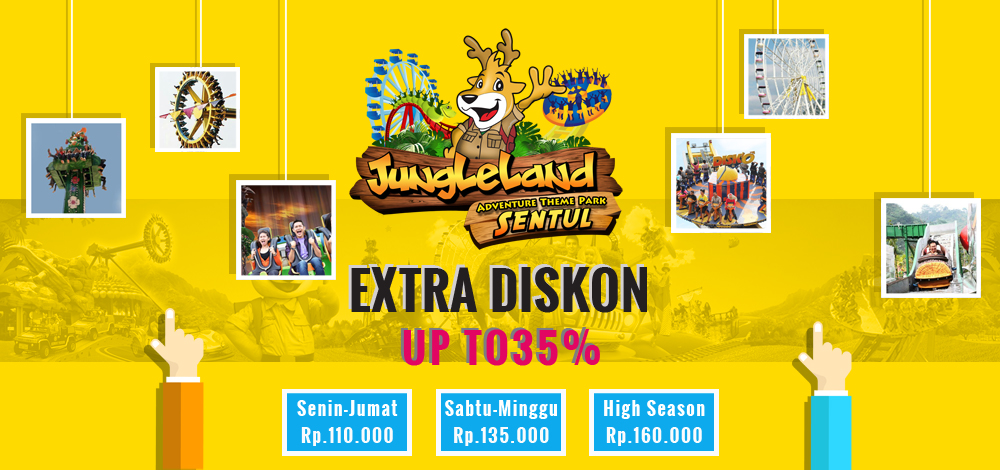 JUNGLELAND
ADVENTURE THEME PARK
SENTUL
EXTRA DISKON
UP TO35%
Senin-Jumat
Rp.110.000
Sabtu-Minggu
Rp.135.000
High Season
Rp.160.000